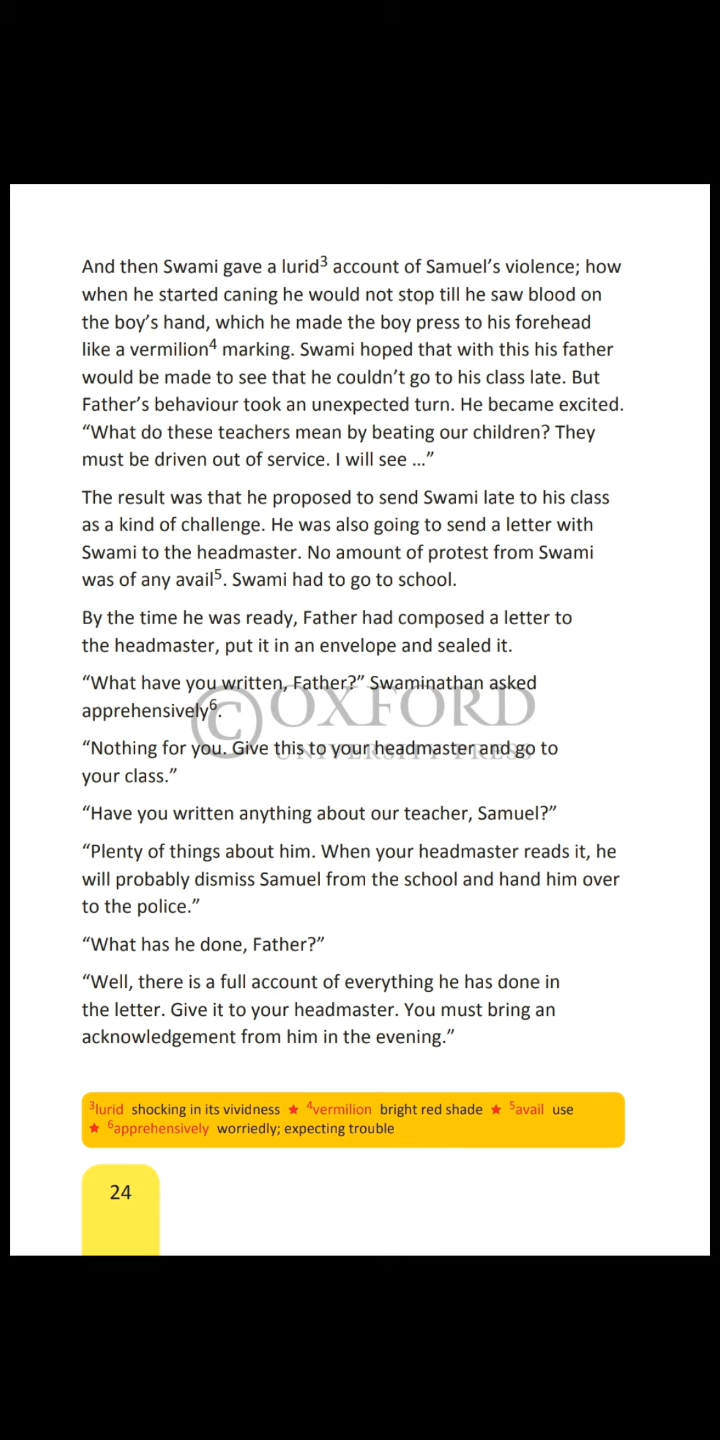 And then Swami gave a lurid³ account of Samuel’s violence; how
when he started caning he would not stop till he saw blood on
the boy’s hand, which he made the boy press to his forehead
like a vermilion⁴ marking. Swami hoped that with this his father
would be made to see that he couldn’t go to his class late. But
Father’s behaviour took an unexpected turn. He became excited.
“What do these teachers mean by beating our children? They
must be driven out of service. I will see ...”
The result was that he proposed to send Swami late to his class
as a kind of challenge. He was also going to send a letter with
Swami to the headmaster. No amount of protest from Swami
was of any avail⁵. Swami had to go to school.
By the time he was ready, Father had composed a letter to
the headmaster, put it in an envelope and sealed it.
“What have you written, Father?” Swaminathan asked
apprehensively⁶.
© OXFORD
UNIVERSITY PRESS
“Nothing for you. Give this to your headmaster and go to
your class.”
“Have you written anything about our teacher, Samuel?”
“Plenty of things about him. When your headmaster reads it, he
will probably dismiss Samuel from the school and hand him over
to the police.”
“What has he done, Father?”
“Well, there is a full account of everything he has done in
the letter. Give it to your headmaster. You must bring an
acknowledgement from him in the evening.”
³lurid shocking in its vividness ★ ⁴vermilion bright red shade ★ ⁵avail use
★ ⁶apprehensively worriedly; expecting trouble
24